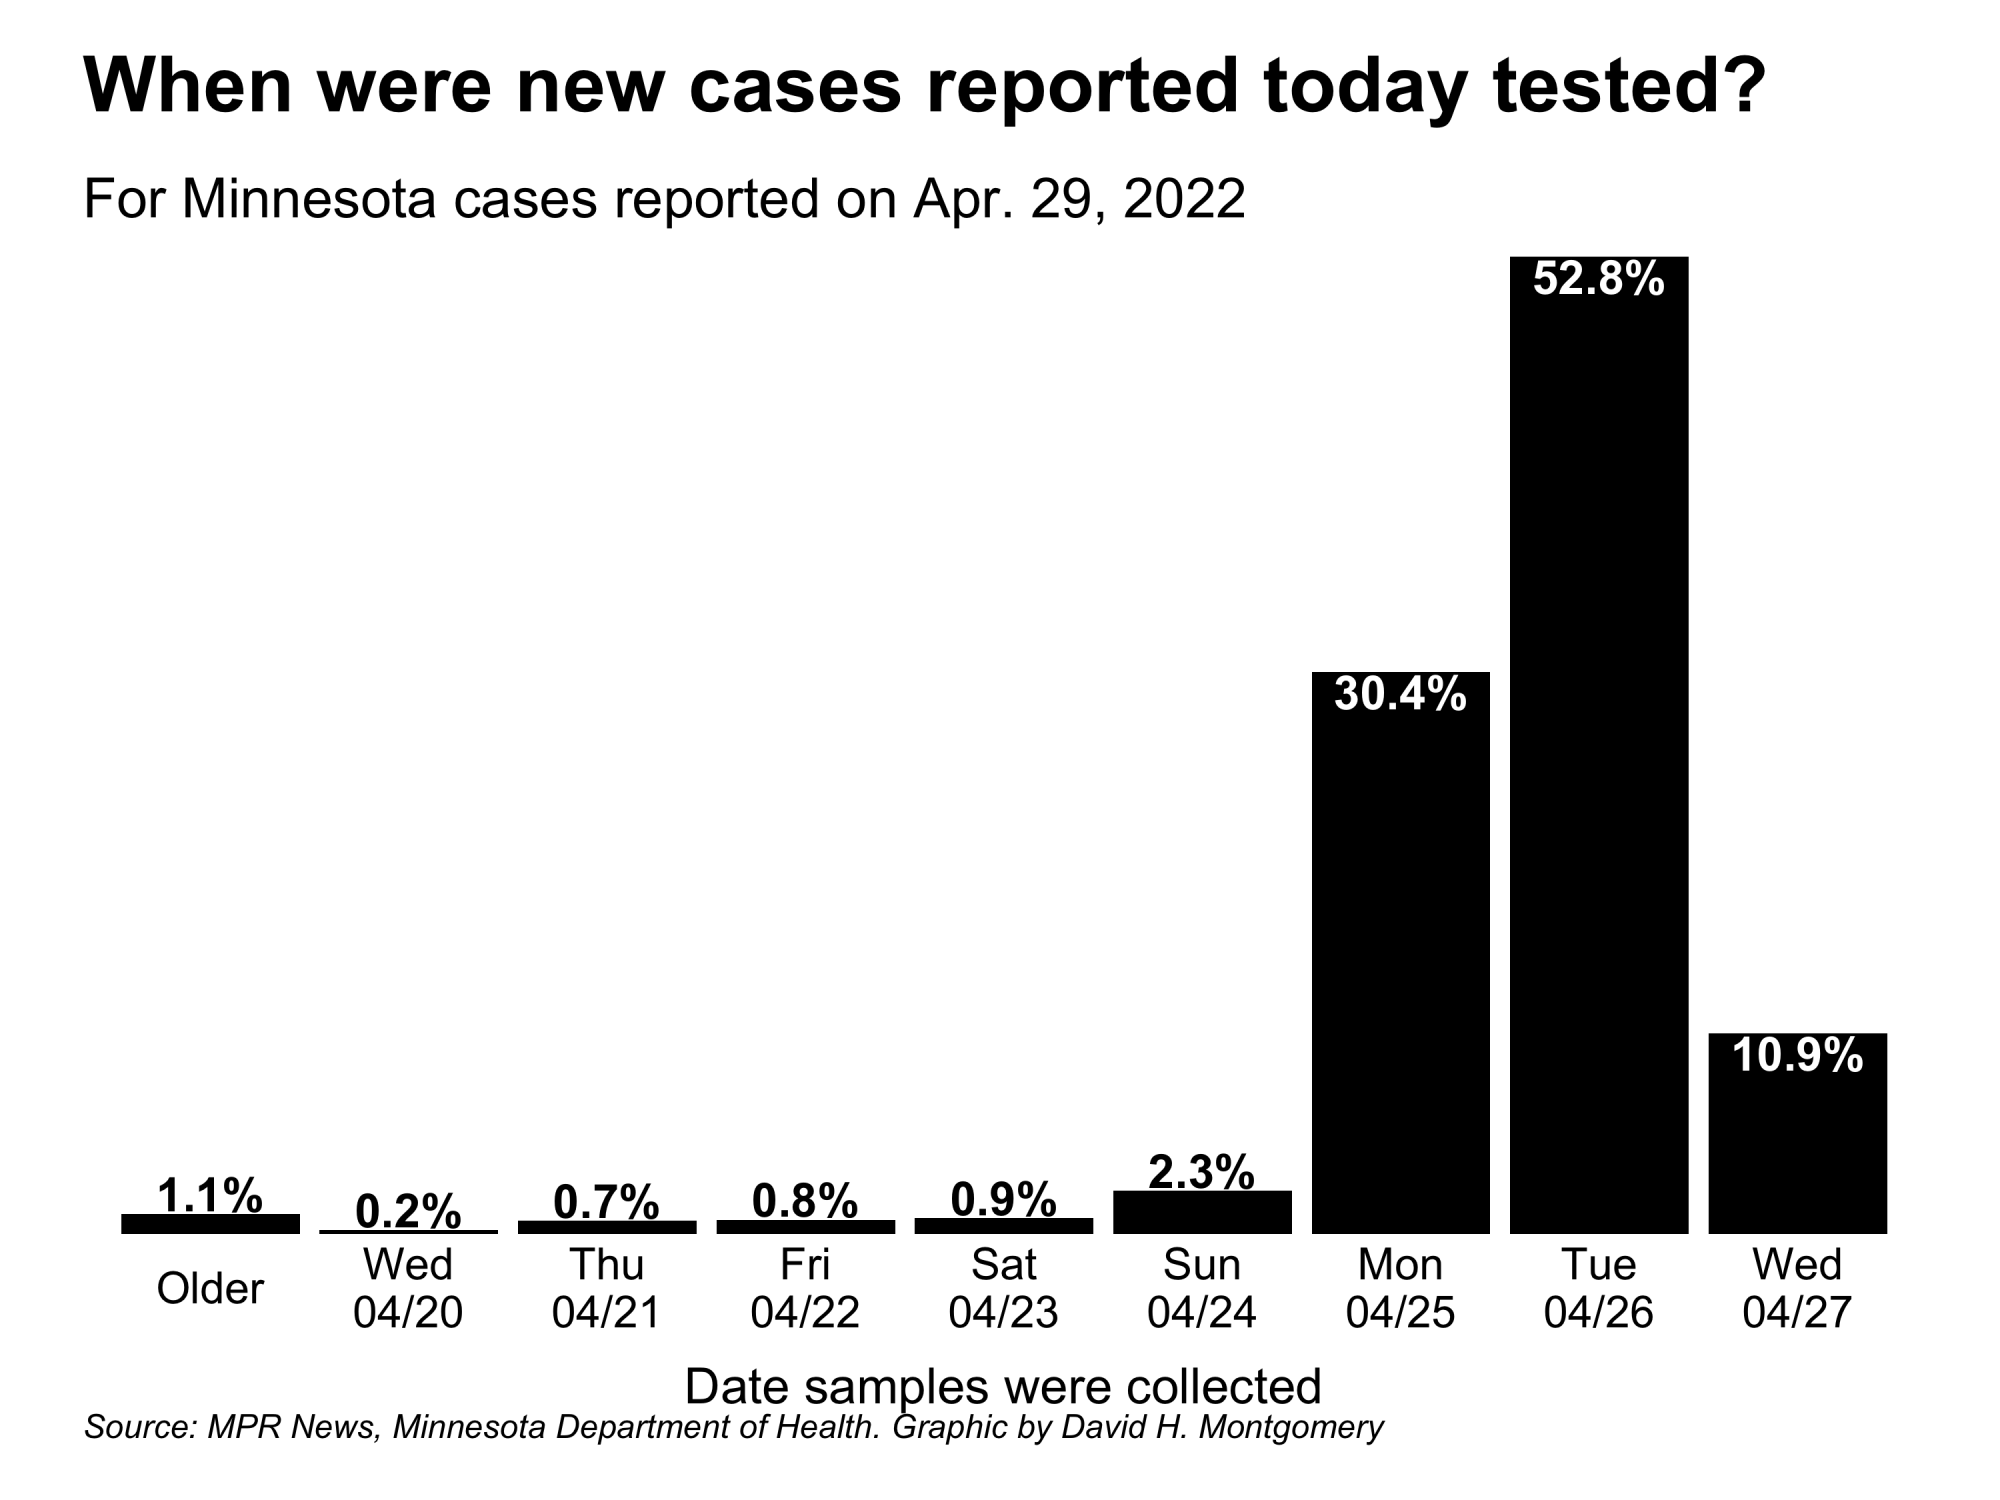 When were new cases reported today tested?
For Minnesota cases reported on Apr. 29, 2022
52.8%
30.4%
10.9%
2.3%
1.1%
0.2%
0.7%
0.8%
0.9%
Older
Wed
04/20
Thu
04/21
Fri
04/22
Sat
04/23
Sun
04/24
Mon
04/25
Tue
04/26
Wed
04/27
Date samples were collected
Source: MPR News, Minnesota Department of Health. Graphic by David H. Montgomery